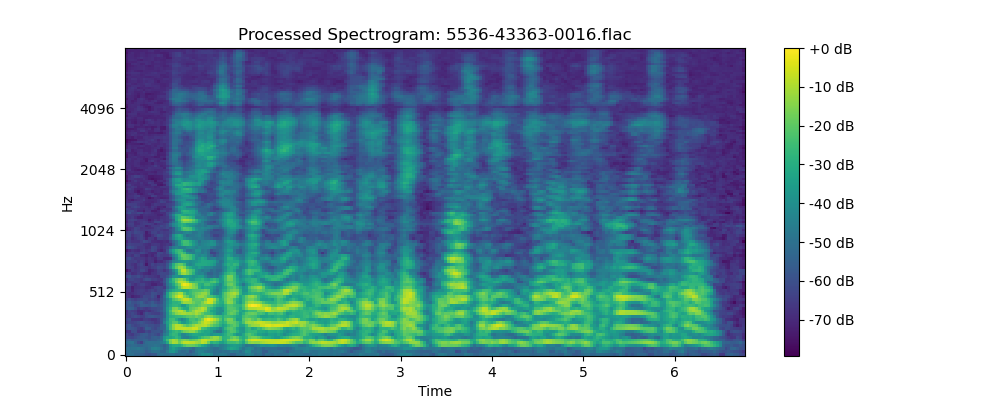 Processed Spectrogram: 5536-43363-0016.flac
Hz
4096
2048
1024
512
0
0 1 2 3 4 5 6
Time
+0 dB
-10 dB
-20 dB
-30 dB
-40 dB
-50 dB
-60 dB
-70 dB